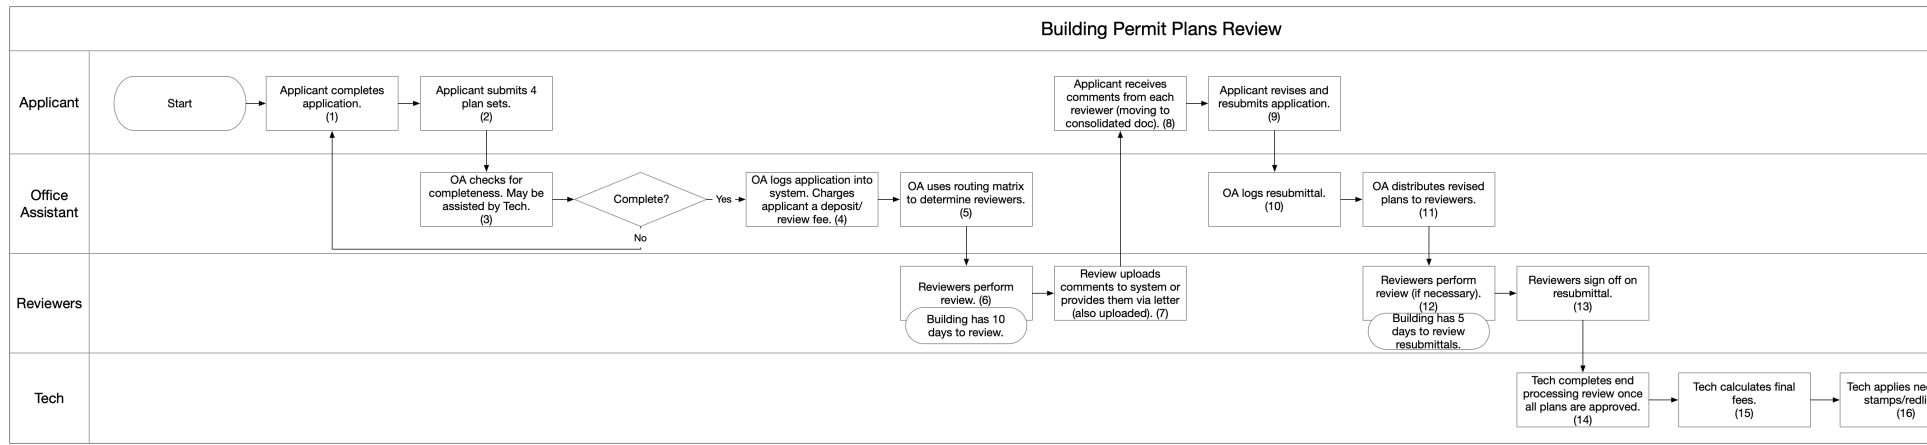 Building Permit Plans Review
Applicant
Start
Applicant completes
application.
(1)
Applicant submits 4
plan sets.
(2)
Applicant receives
comments from each
reviewer (moving to
consolidated doc). (8)
Applicant revises and
resubmits application.
(9)
Office
Assistant
OA checks for
completeness. May be
assisted by Tech.
(3)
Complete?
Yes
No
OA logs application into
system. Charges
applicant a deposit/
review fee. (4)
OA uses routing matrix
to determine reviewers.
(5)
OA logs resubmittal.
(10)
OA distributes revised
plans to reviewers.
(11)
Reviewers
Reviewers perform
review. (6)
Building has 10
days to review.
Review uploads
comments to system or
provides them via letter
(also uploaded). (7)
Reviewers perform
review (if necessary).
(12)
Building has 5
days to review
resubmittals.
Reviewers sign off on
resubmittal.
(13)
Tech
Tech completes end
processing review once
all plans are approved.
(14)
Tech calculates final
fees.
(15)
Tech applies
(16)